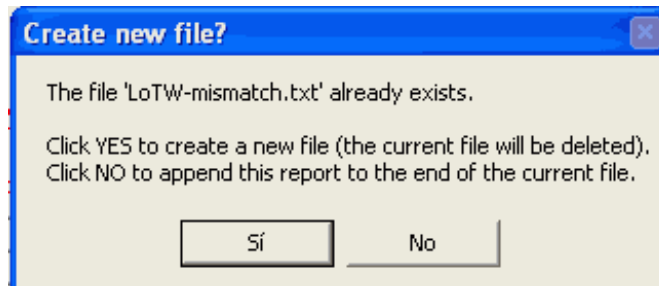 Create new file?
The file 'LoTW-mismatch.txt' already exists.
Click YES to create a new file (the current file will be deleted).
Click NO to append this report to the end of the current file.
Sí
No